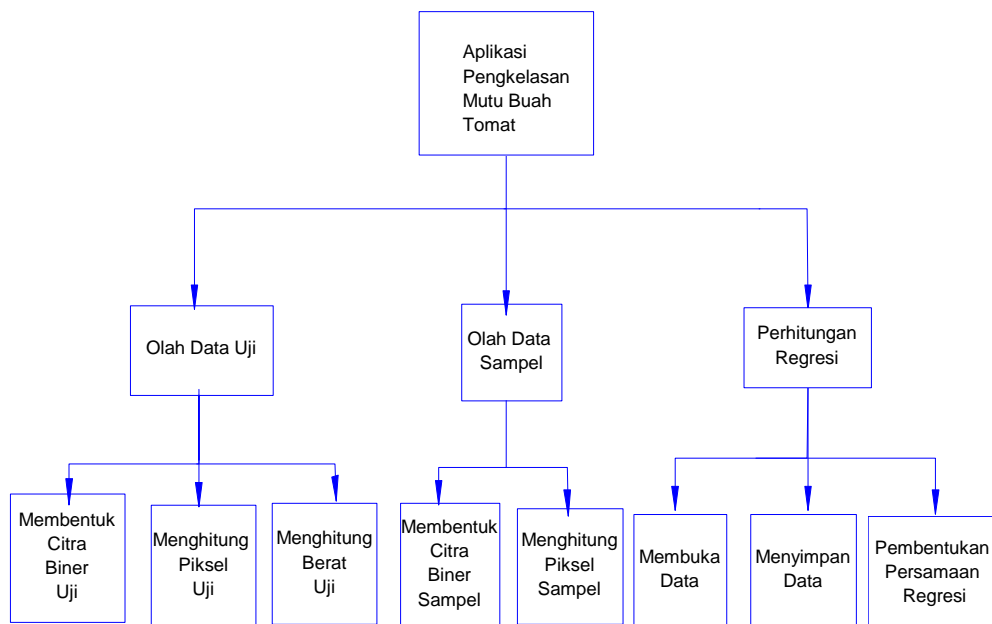 Aplikasi
Pengkelasan
Mutu Buah
Tomat
Olah Data Uji
Olah Data
Sampel
Perhitungan
Regresi
Membentuk
Citra
Biner
Uji
Menghitung
Piksel
Uji
Menghitung
Berat
Uji
Membentuk
Citra
Biner
Sampel
Menghitung
Piksel
Sampel
Membuka
Data
Menyimpan
Data
Pembentukan
Persamaan
Regresi